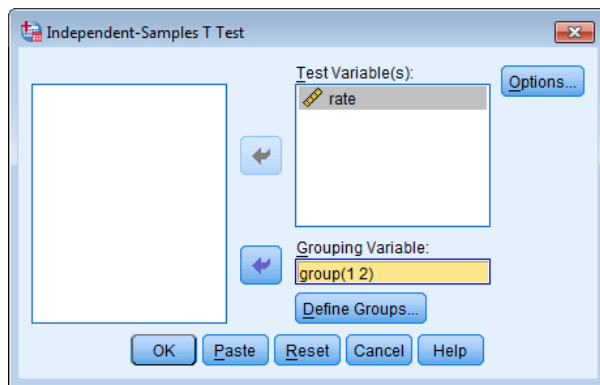 Independent-Samples T Test
Test Variable(s):
rate
Options...
Grouping Variable:
group(1 2)
Define Groups...
OK
Paste
Reset
Cancel
Help